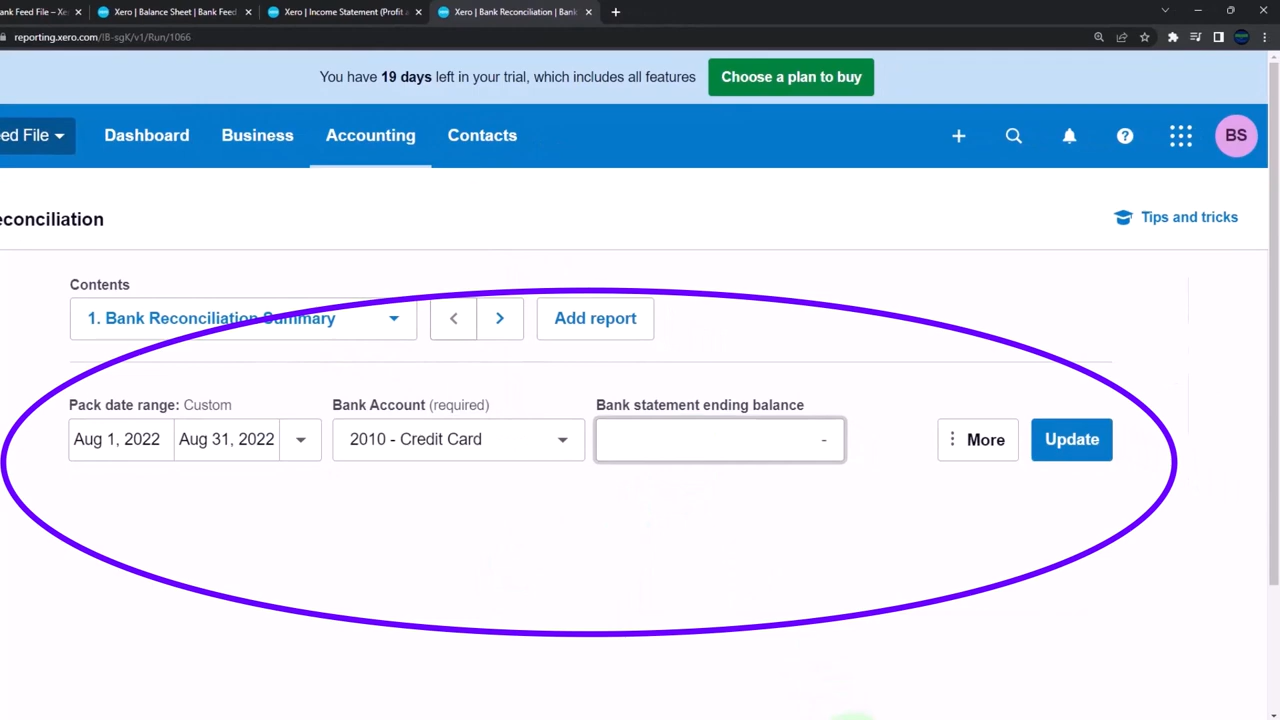 ank Feed File – Xe
Xero | Balance Sheet | Bank Feed
Xero | Income Statement (Profit a
Xero | Bank Reconciliation | Bank
reporting.xero.com/!B-sgK/v1/Run/1066
You have 19 days left in your trial, which includes all features
Choose a plan to buy
ed File
Dashboard
Business
Accounting
Contacts
BS
econciliation
Tips and tricks
Contents
1. Bank Reconciliation Summary
Add report
Pack date range: Custom
Bank Account (required)
Bank statement ending balance
Aug 1, 2022
Aug 31, 2022
2010 - Credit Card
-
More
Update